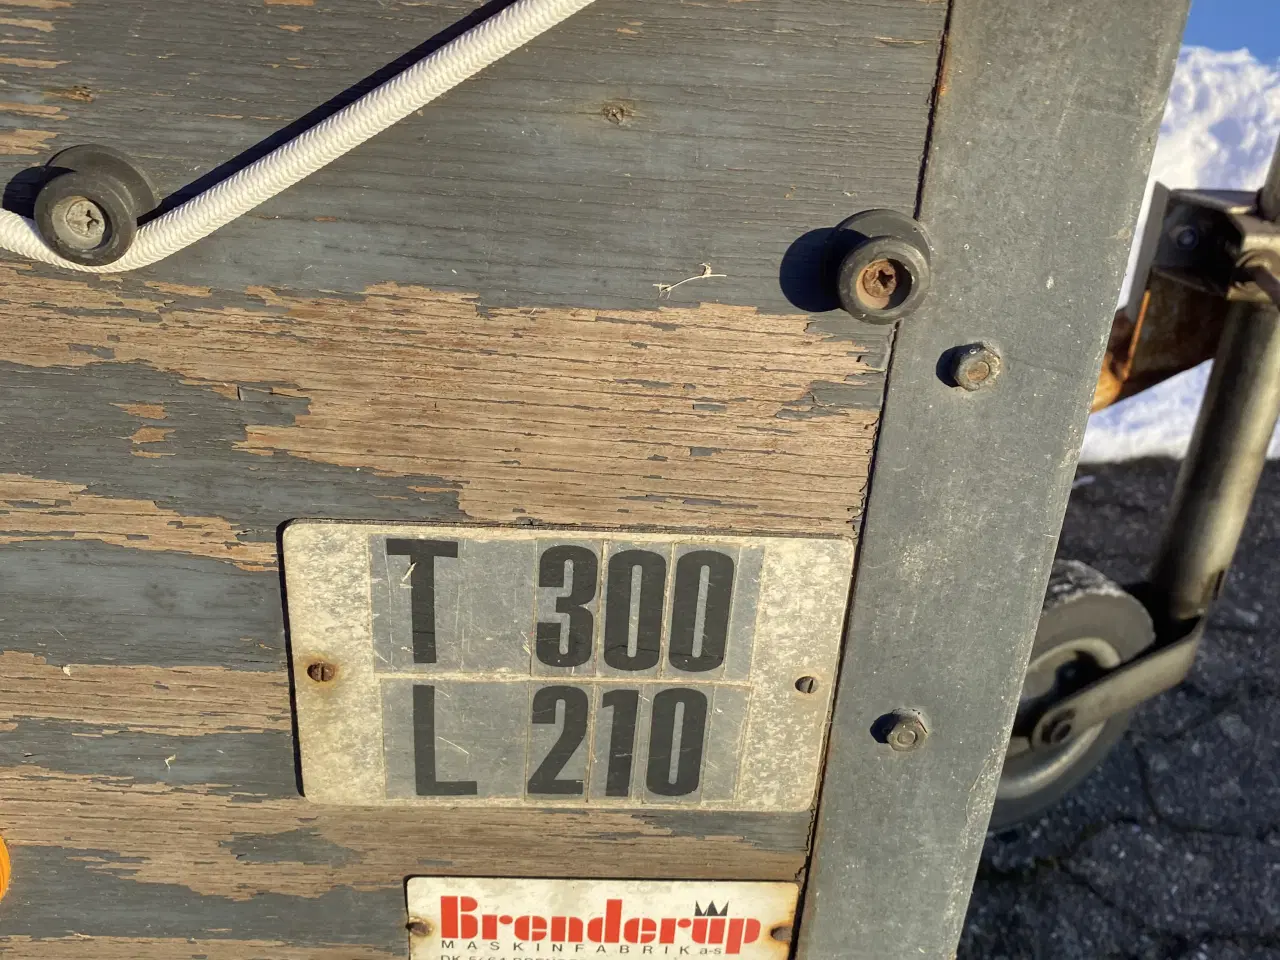 T 300
L 210
Brenderup
MASKINFABRIK a-s